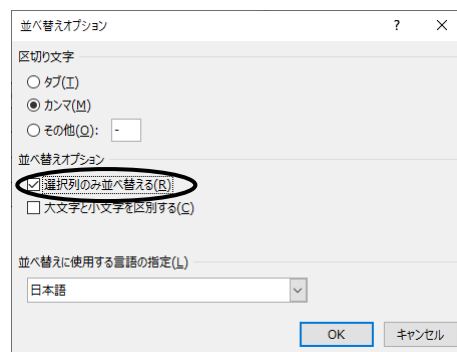 並べ替えオプション ? ×
区切り文字
タブ(T)
カンマ(M)
その他(O): -
並べ替えオプション
選択列のみ並べ替える(R)
大文字と小文字を区別する(C)
並べ替えに使用する言語の指定(L)
日本語
OK キャンセル